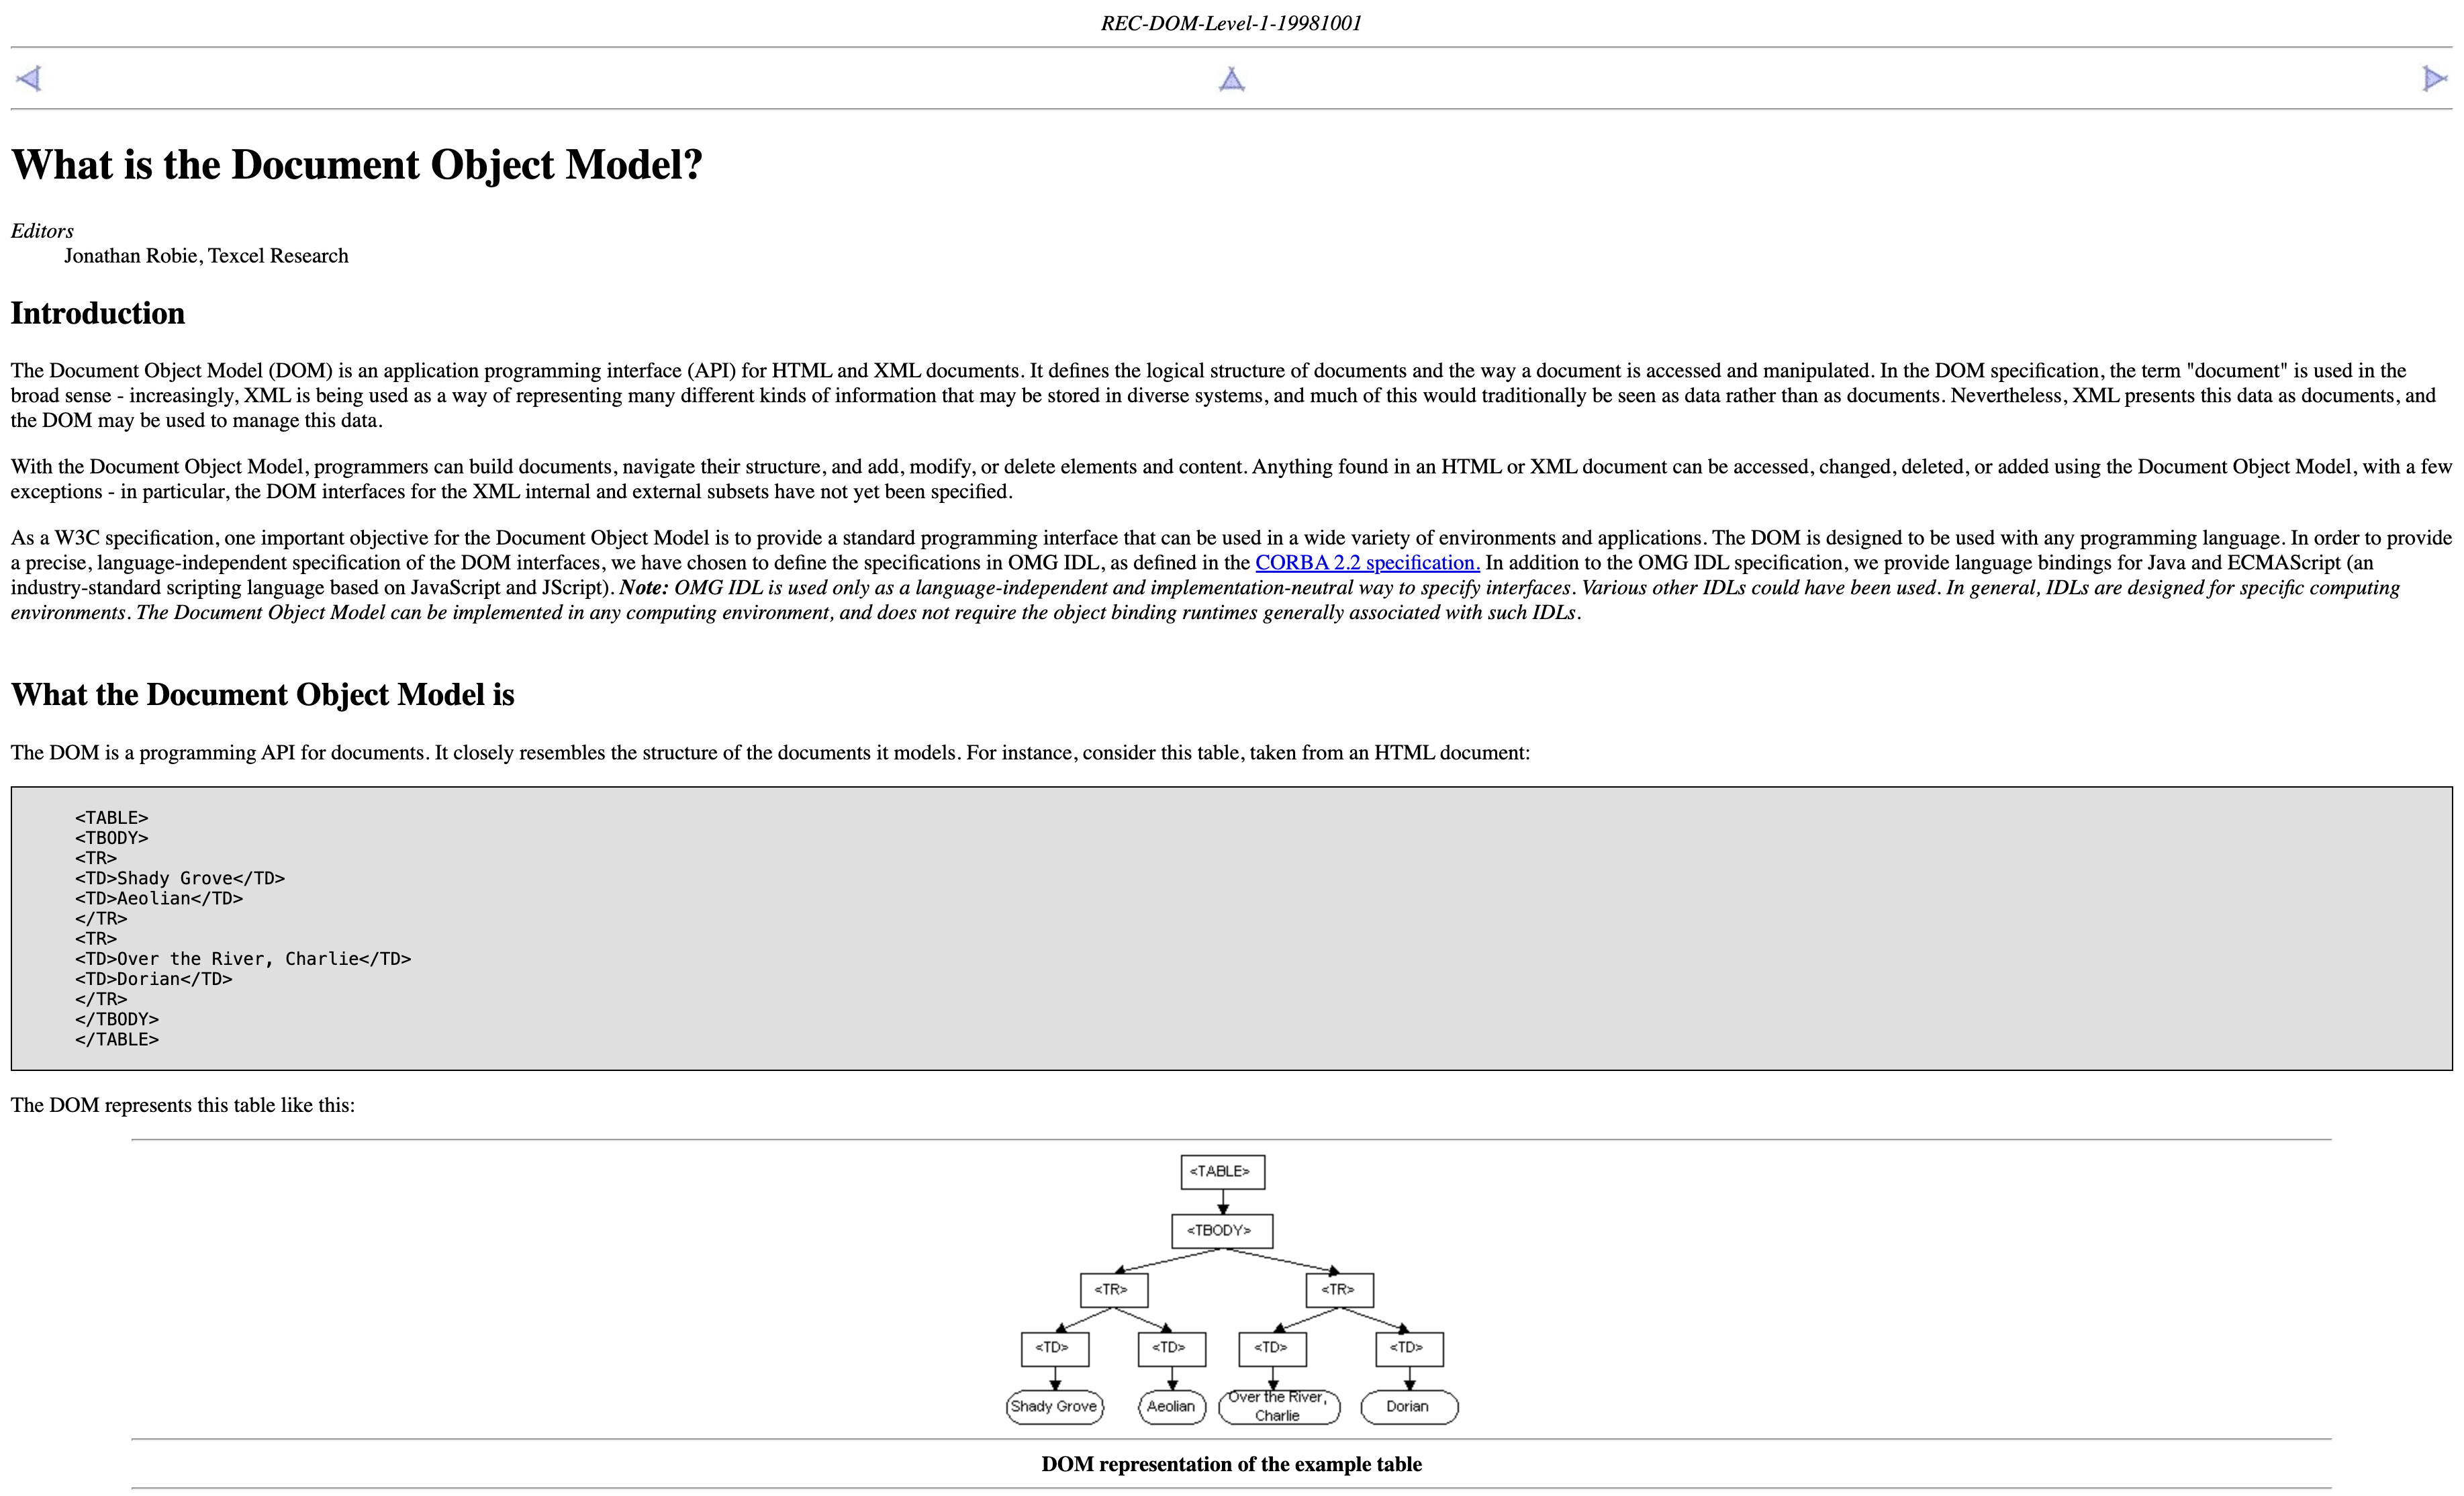 REC-DOM-Level-1-19981001
What is the Document Object Model?
Editors
Jonathan Robie, Texcel Research
Introduction
The Document Object Model (DOM) is an application programming interface (API) for HTML and XML documents. It defines the logical structure of documents and the way a document is accessed and manipulated. In the DOM specification, the term "document" is used in the
broad sense - increasingly, XML is being used as a way of representing many different kinds of information that may be stored in diverse systems, and much of this would traditionally be seen as data rather than as documents. Nevertheless, XML presents this data as documents, and
the DOM may be used to manage this data.
With the Document Object Model, programmers can build documents, navigate their structure, and add, modify, or delete elements and content. Anything found in an HTML or XML document can be accessed, changed, deleted, or added using the Document Object Model, with a few
exceptions - in particular, the DOM interfaces for the XML internal and external subsets have not yet been specified.
As a W3C specification, one important objective for the Document Object Model is to provide a standard programming interface that can be used in a wide variety of environments and applications. The DOM is designed to be used with any programming language. In order to provide
a precise, language-independent specification of the DOM interfaces, we have chosen to define the specifications in OMG IDL, as defined in the CORBA 2.2 specification. In addition to the OMG IDL specification, we provide language bindings for Java and ECMAScript (an
industry-standard scripting language based on JavaScript and JScript). Note: OMG IDL is used only as a language-independent and implementation-neutral way to specify interfaces. Various other IDLs could have been used. In general, IDLs are designed for specific computing
environments. The Document Object Model can be implemented in any computing environment, and does not require the object binding runtimes generally associated with such IDLs.
What the Document Object Model is
The DOM is a programming API for documents. It closely resembles the structure of the documents it models. For instance, consider this table, taken from an HTML document:
<TABLE>
<TBODY>
<TR>
<TD>Shady Grove</TD>
<TD>Aeolian</TD>
</TR>
<TR>
<TD>Over the River, Charlie</TD>
<TD>Dorian</TD>
</TR>
</TBODY>
</TABLE>
The DOM represents this table like this:
<TABLE>
<TBODY>
<TR> <TR>
<TD> <TD> <TD> <TD>
Shady Grove Aeolian Over the River, Charlie Dorian
DOM representation of the example table